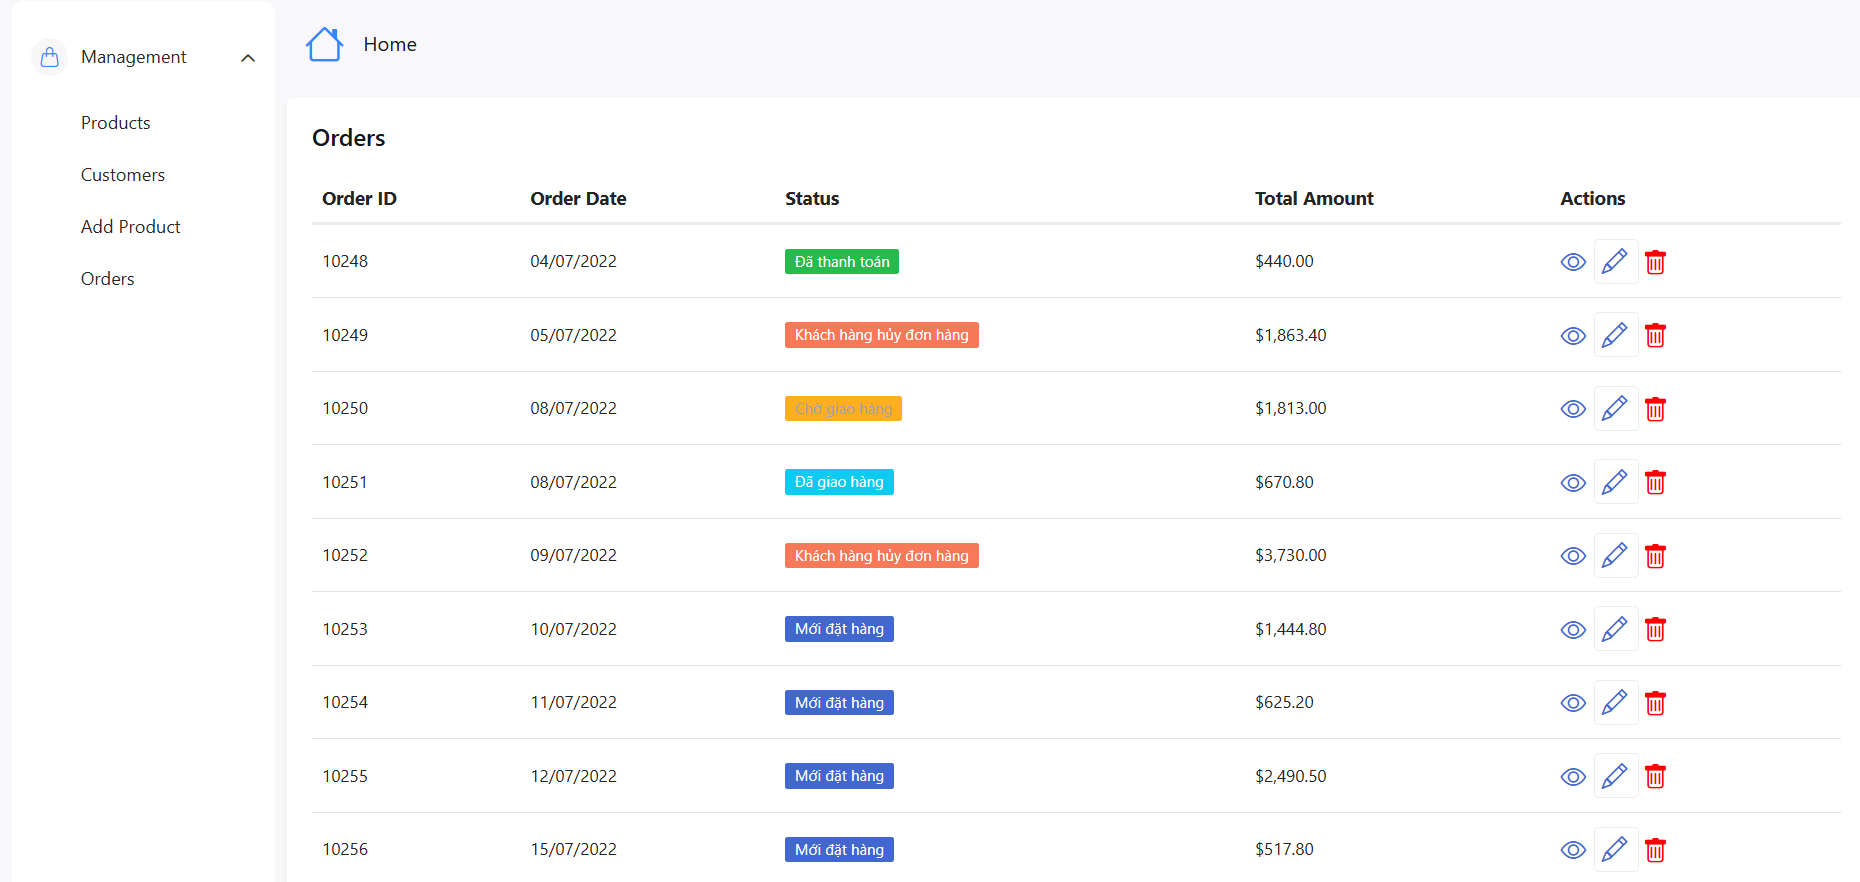 Management
Products
Customers
Add Product
Orders
Home
Orders
Order ID Order Date Status Total Amount Actions
10248 04/07/2022 Đã thanh toán $440.00
10249 05/07/2022 Khách hàng hủy đơn hàng $1,863.40
10250 08/07/2022 Chờ giao hàng $1,813.00
10251 08/07/2022 Đã giao hàng $670.80
10252 09/07/2022 Khách hàng hủy đơn hàng $3,730.00
10253 10/07/2022 Mới đặt hàng $1,444.80
10254 11/07/2022 Mới đặt hàng $625.20
10255 12/07/2022 Mới đặt hàng $2,490.50
10256 15/07/2022 Mới đặt hàng $517.80